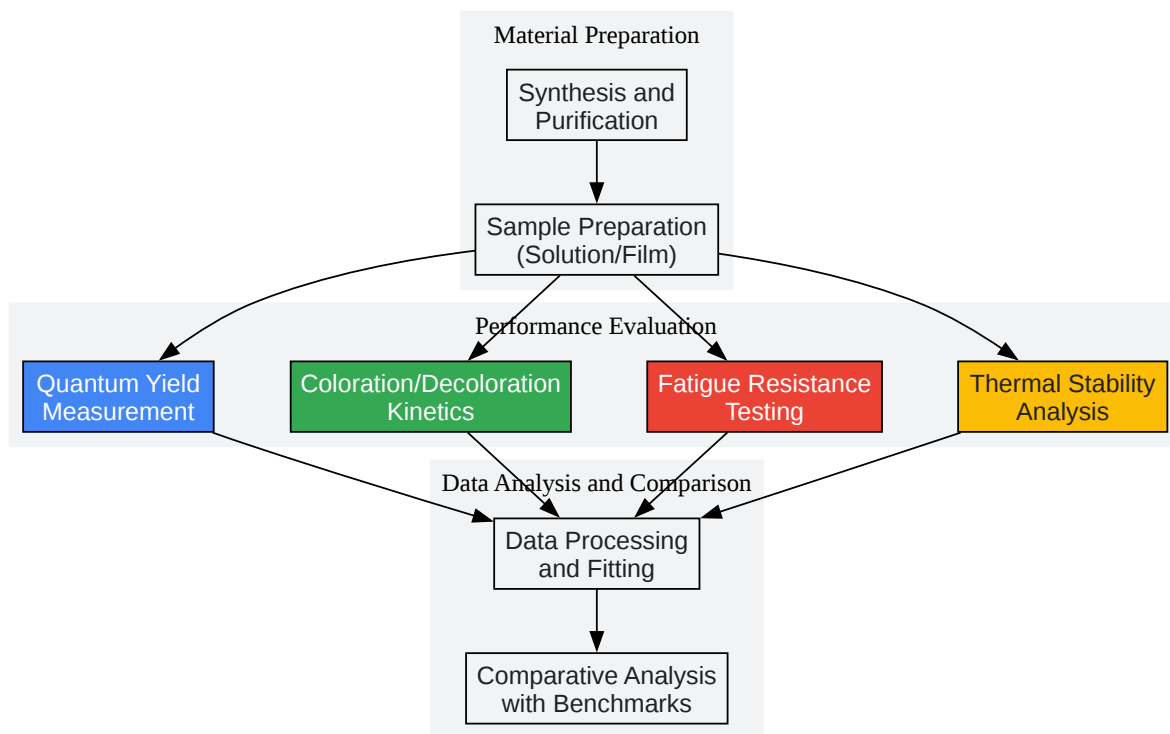 Material Preparation
Synthesis and
Purification
Sample Preparation
(Solution/Film)
Performance Evaluation
Quantum Yield
Measurement
Coloration/Decoloration
Kinetics
Fatigue Resistance
Testing
Thermal Stability
Analysis
Data Analysis and Comparison
Data Processing
and Fitting
Comparative Analysis
with Benchmarks